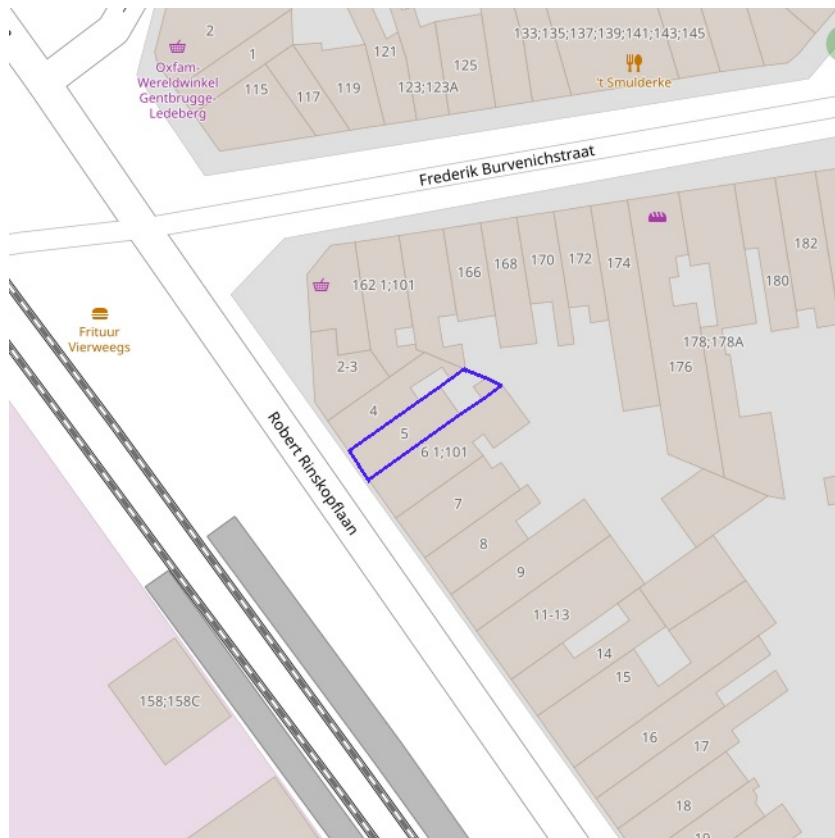 2
1
121
133;135;137;139;141;143;145
Oxfam-
Wereldwinkel
Gentbrugge-
Ledeberg
115
117
119
123;123A
125
't Smulderke
Frederik Burvenichstraat
162 1;101
166
168
170
172
174
180
182
178;178A
176
Frituur
Vierweegs
2-3
4
5
6 1;101
Robert Rinskopflaan
7
8
9
11-13
14
15
16
17
18
19
158;158C